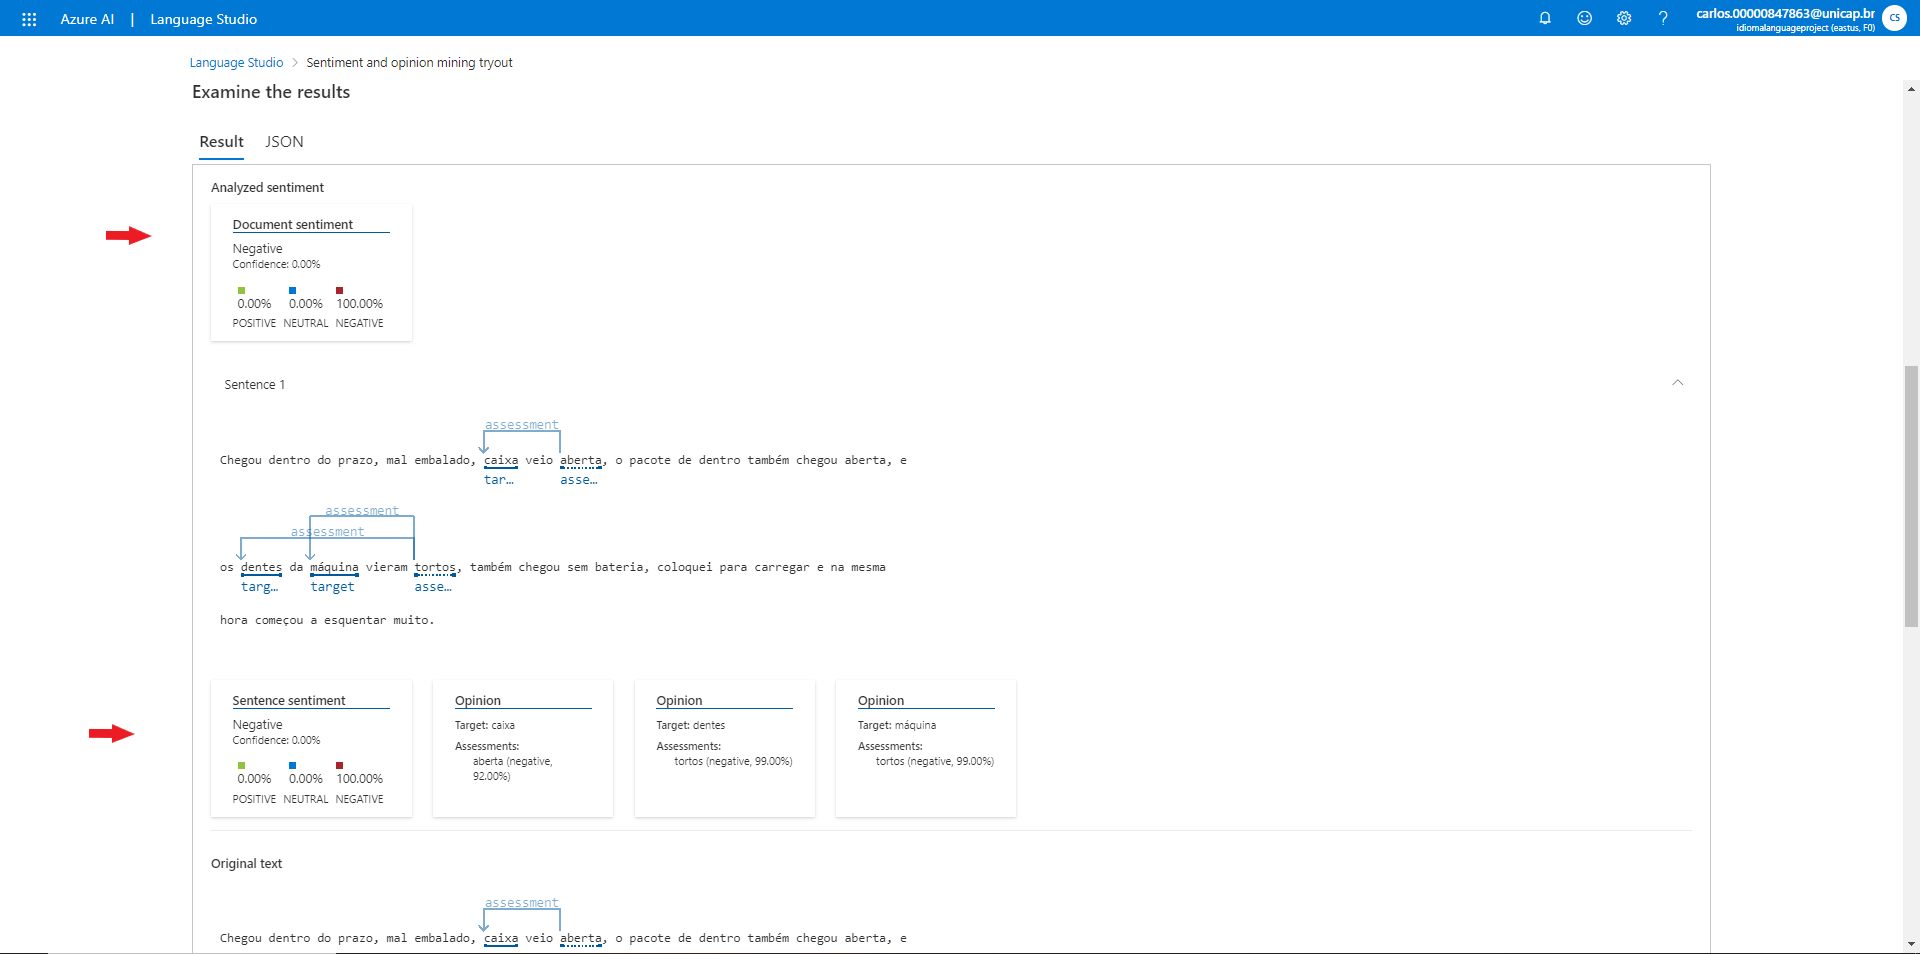 Azure AI | Language Studio
carlos.00000847863@unicap.br
idiomalanguageproject (eastus, F0)
CS
Language Studio > Sentiment and opinion mining tryout
Examine the results
Result JSON
Analyzed sentiment
Document sentiment
Negative
Confidence: 0.00%
0.00% 0.00% 100.00%
POSITIVE NEUTRAL NEGATIVE
Sentence 1
assessment
Chegou dentro do prazo, mal embalado, caixa veio aberta, o pacote de dentro também chegou aberta, e
tar… asse…
assessment
assessment
os dentes da máquina vieram tortos, também chegou sem bateria, coloquei para carregar e na mesma
targ… target asse…
hora começou a esquentar muito.
Sentence sentiment
Negative
Confidence: 0.00%
0.00% 0.00% 100.00%
POSITIVE NEUTRAL NEGATIVE
Opinion
Target: caixa
Assessments:
aberta (negative,
92.00%)
Opinion
Target: dentes
Assessments:
tortos (negative, 99.00%)
Opinion
Target: máquina
Assessments:
tortos (negative, 99.00%)
Original text
assessment
Chegou dentro do prazo, mal embalado, caixa veio aberta, o pacote de dentro também chegou aberta, e